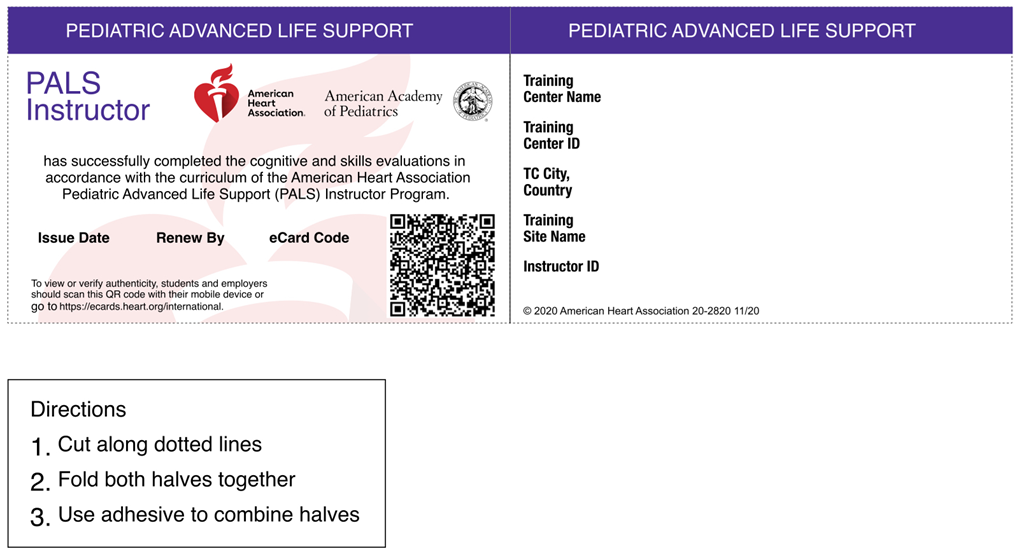 PEDIATRIC ADVANCED LIFE SUPPORT
PALS
Instructor
American
Heart
Association.
American Academy
of Pediatrics
has successfully completed the cognitive and skills evaluations in
accordance with the curriculum of the American Heart Association
Pediatric Advanced Life Support (PALS) Instructor Program.
Issue Date Renew By eCard Code
To view or verify authenticity, students and employers
should scan this QR code with their mobile device or
go to https://ecards.heart.org/international.
PEDIATRIC ADVANCED LIFE SUPPORT
Training
Center Name
Training
Center ID
TC City,
Country
Training
Site Name
Instructor ID
© 2020 American Heart Association 20-2820 11/20
Directions
1. Cut along dotted lines
2. Fold both halves together
3. Use adhesive to combine halves